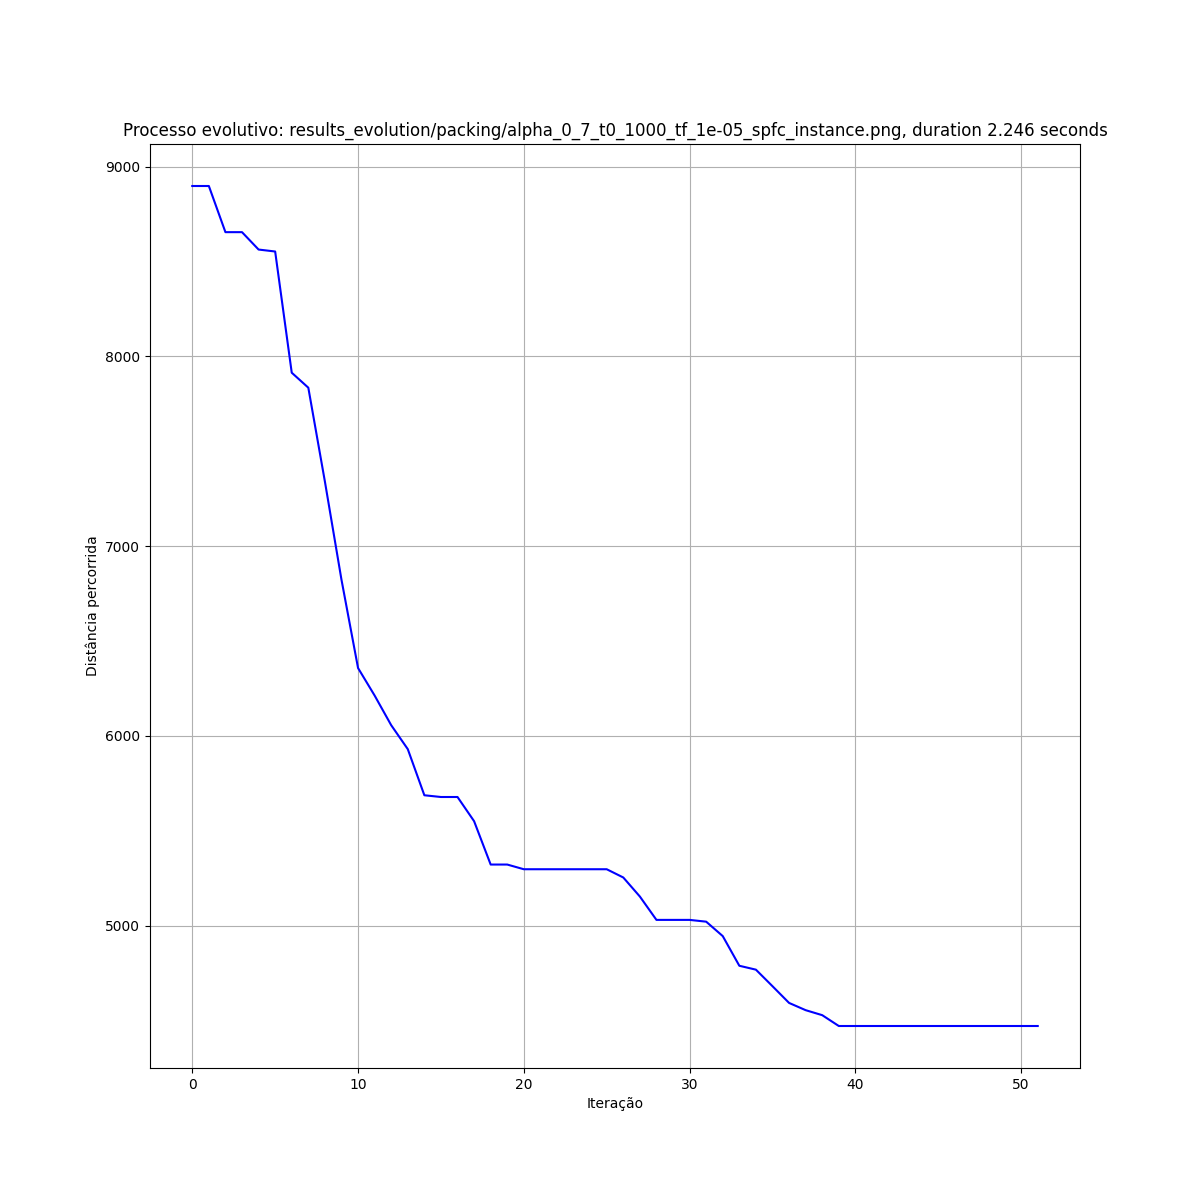 Processo evolutivo: results_evolution/packing/alpha_0_7_t0_1000_tf_1e-05_spfc_instance.png, duration 2.246 seconds
9000
8000
7000
6000
5000
Distância percorrida
0 10 20 30 40 50
Iteração